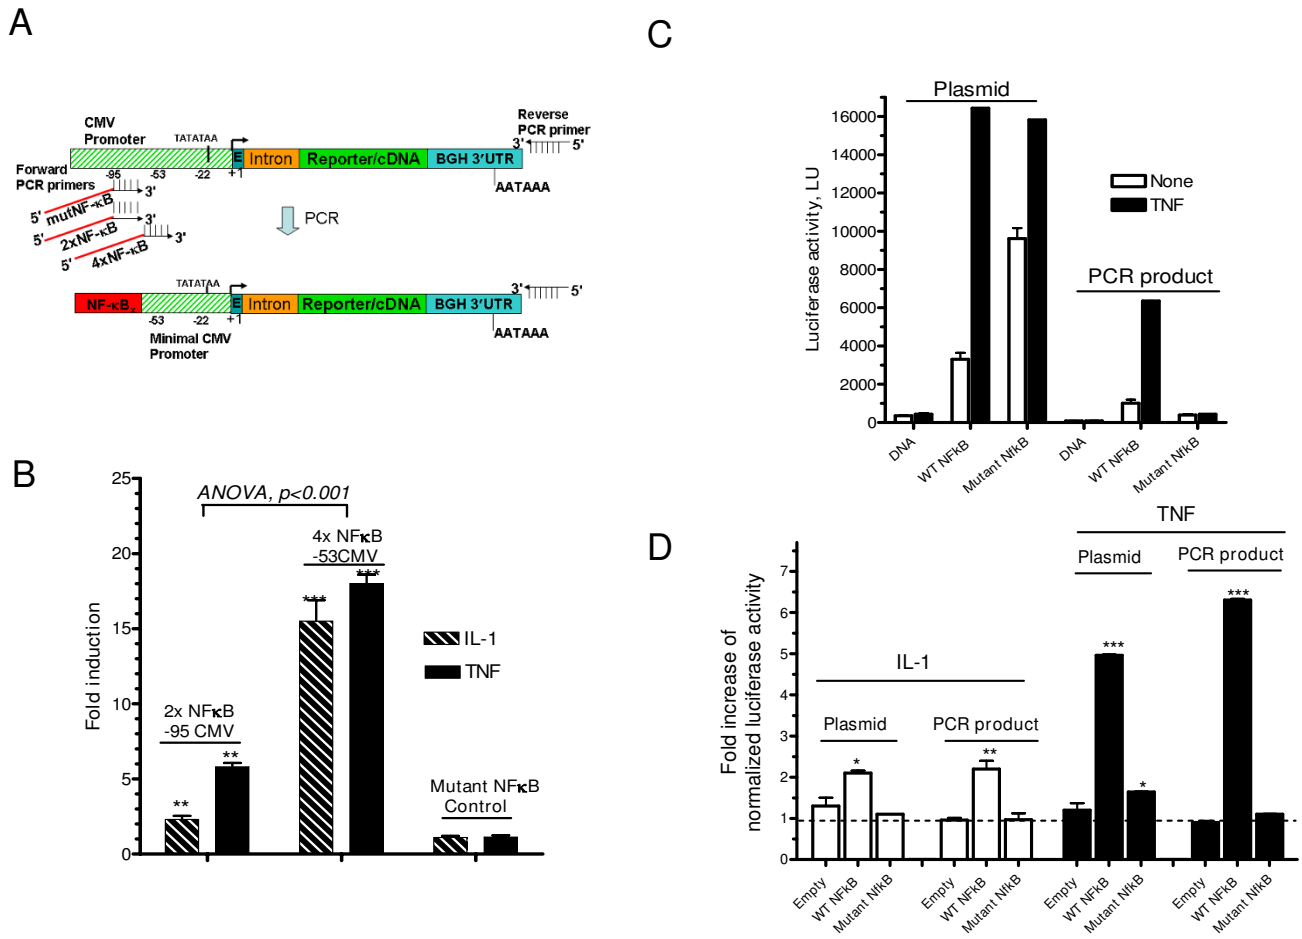 A
CMV
Promoter
TATATAA
Reverse
PCR primer
3' 5'
E Intron Reporter/cDNA BGH 3'UTR
-95 -53 -22 +1
AATAAA
Forward
PCR primers
3'
5' mutNF-κB
3'
5' 2xNF-κB
3'
5' 4xNF-κB
PCR
TATATAA
3' 5'
NF-κBx E Intron Reporter/cDNA BGH 3'UTR
-53 -22 +1
AATAAA
Minimal CMV
Promoter
B
Fold induction
25
20
15
10
5
0
ANOVA, p<0.001
4x NFκB
-53CMV
***
***
2x NFκB
-95 CMV
**
**
Mutant NFκB
Control
IL-1
TNF
C
Luciferase activity, LU
16000
14000
12000
10000
8000
6000
4000
2000
0
Plasmid
None
TNF
PCR product
DNA
WT NFkB
Mutant NfkB
DNA
WT NFkB
Mutant NfkB
D
Fold increase of
normalized luciferase activity
7
6
5
4
3
2
1
0
TNF
Plasmid
PCR product
***
***
*
IL-1
Plasmid
PCR product
*
**
Empty
WT NFkB
Mutant NfkB
Empty
WT NFkB
Mutant NfkB
Empty
WT NFkB
Mutant NfkB
Empty
WT NFkB
Mutant NfkB